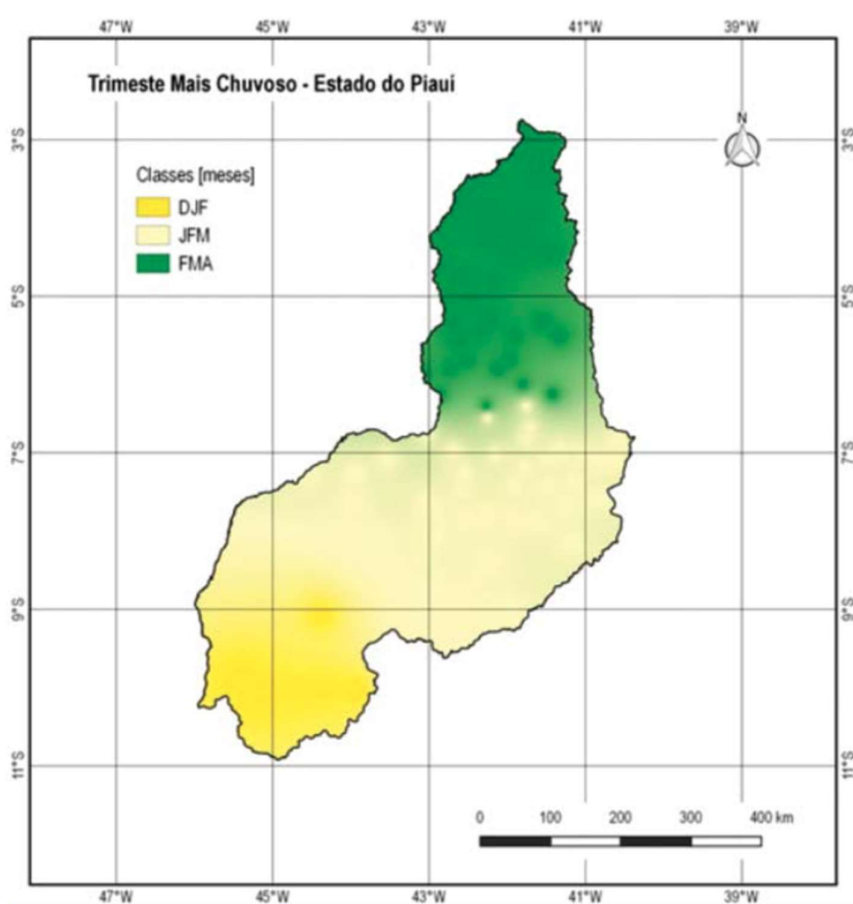 47°W 45°W 43°W 41°W 39°W
Trimeste Mais Chuvoso - Estado do Piauí
N
3°S 3°S
Classes [meses]
DJF
JFM
FMA
5°S 5°S
7°S 7°S
9°S 9°S
11°S 11°S
0 100 200 300 400 km
47°W 45°W 43°W 41°W 39°W